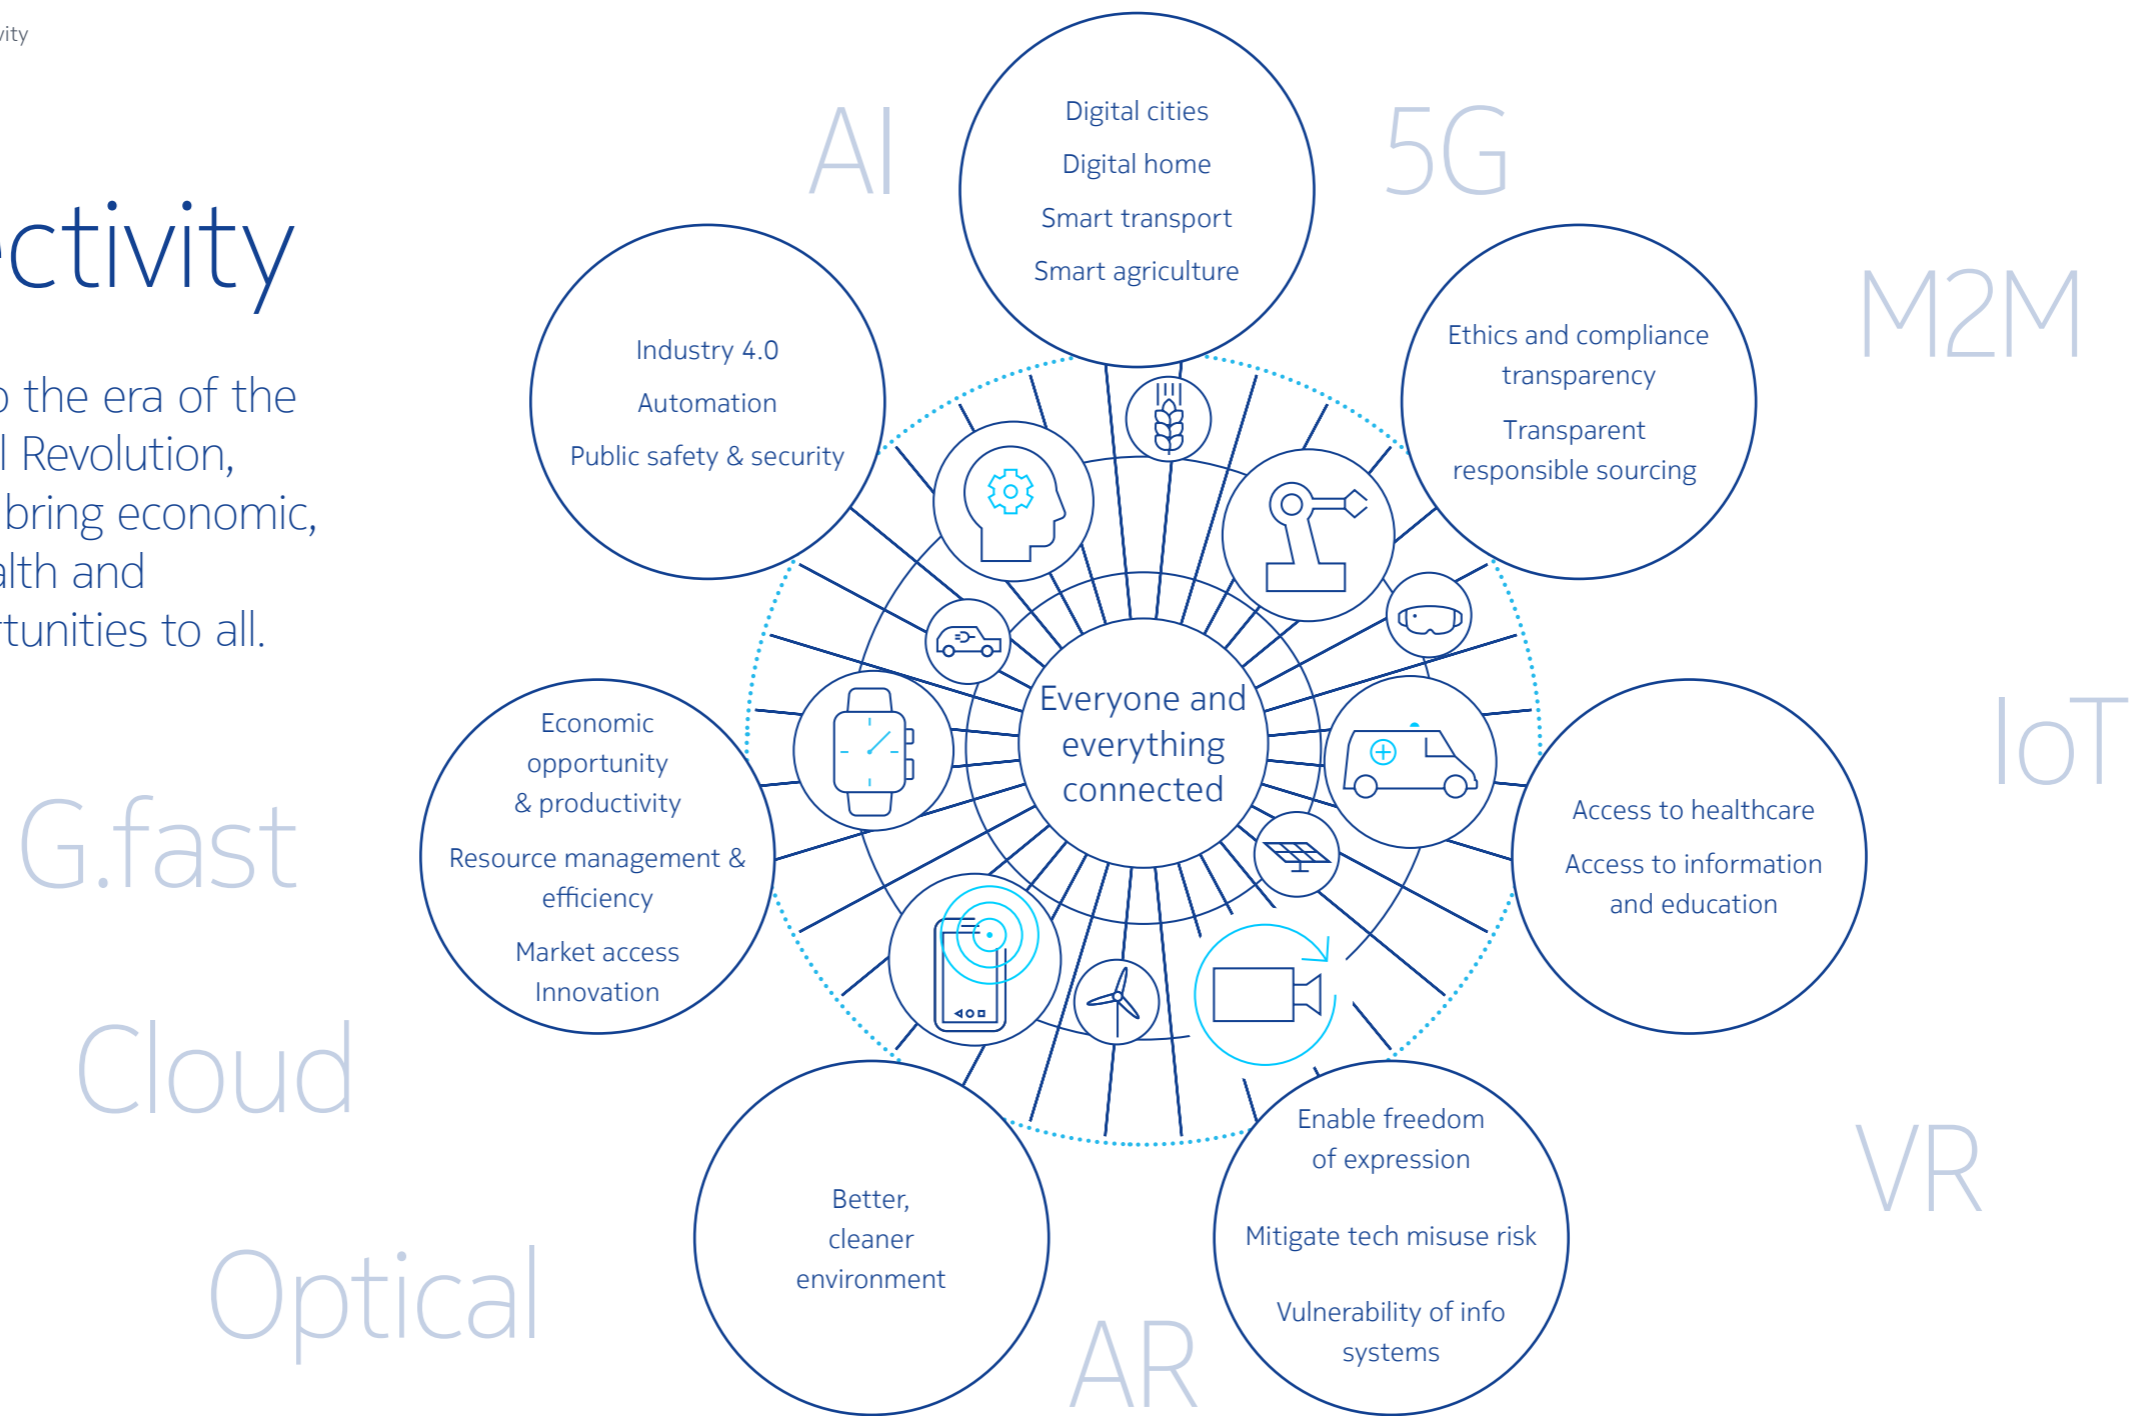 vity
ectivity
o the era of the
l Revolution,
bring economic,
alth and
rtunities to all.
AI
5G
M2M
IoT
VR
AR
Optical
Cloud
G.fast
Digital cities
Digital home
Smart transport
Smart agriculture
Ethics and compliance
transparency
Transparent
responsible sourcing
Access to healthcare
Access to information
and education
Enable freedom
of expression
Mitigate tech misuse risk
Vulnerability of info
systems
Better,
cleaner
environment
Economic
opportunity
& productivity
Resource management &
efficiency
Market access
Innovation
Industry 4.0
Automation
Public safety & security
Everyone and
everything
connected